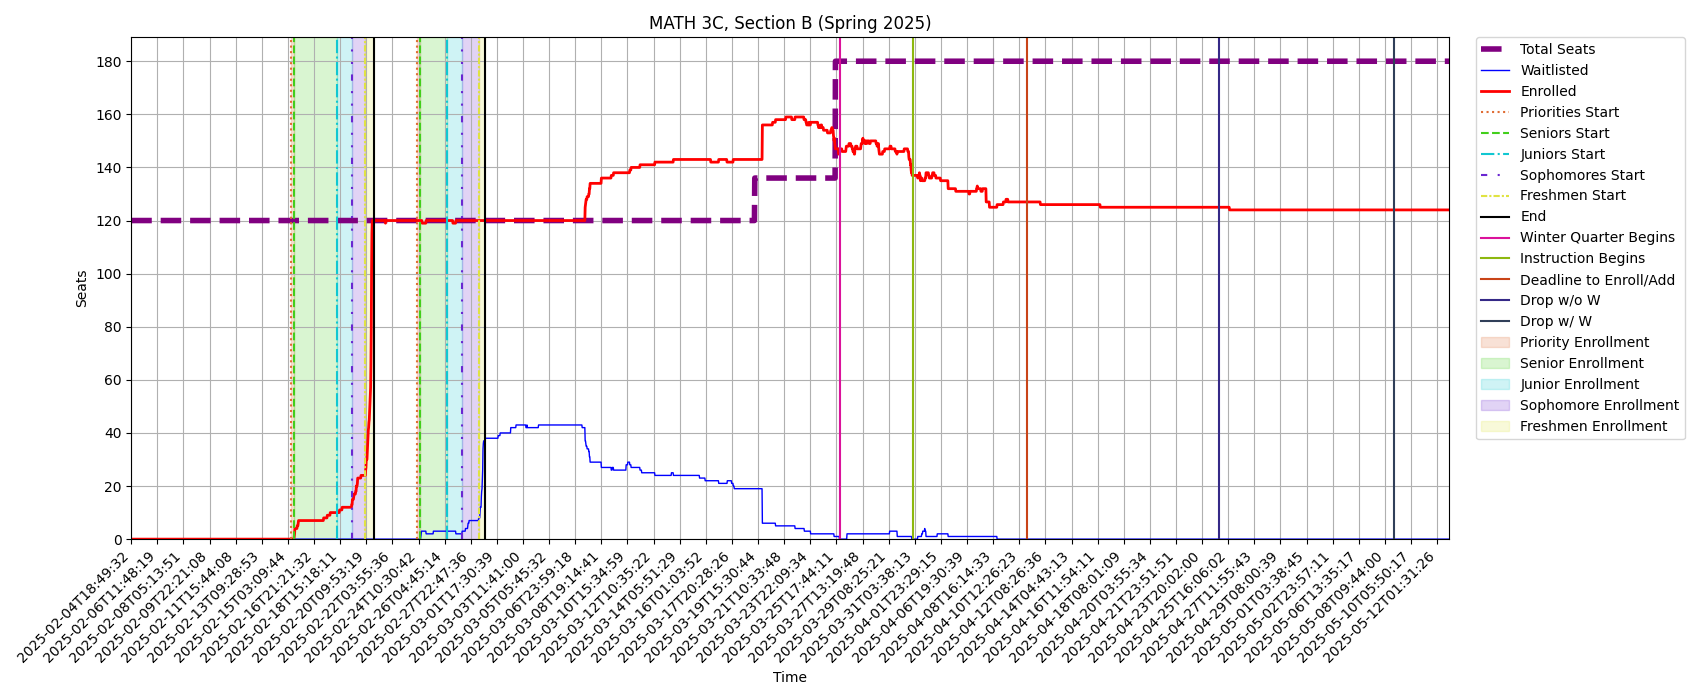 MATH 3C, Section B (Spring 2025)
180
160
140
120
100
80
60
40
20
0
Seats
2025-02-04T18:49:32
2025-02-06T11:48:19
2025-02-08T05:13:51
2025-02-09T22:21:08
2025-02-11T15:44:08
2025-02-13T09:28:53
2025-02-15T03:09:44
2025-02-16T21:21:32
2025-02-18T15:18:11
2025-02-20T09:53:19
2025-02-22T03:55:36
2025-02-24T10:30:42
2025-02-26T04:45:14
2025-02-27T22:47:36
2025-03-01T17:30:39
2025-03-03T11:41:00
2025-03-05T05:45:32
2025-03-06T23:59:18
2025-03-08T19:14:41
2025-03-10T15:34:59
2025-03-12T10:35:22
2025-03-14T05:51:29
2025-03-16T01:03:52
2025-03-17T20:28:26
2025-03-19T15:30:44
2025-03-21T10:33:48
2025-03-23T22:09:34
2025-03-25T17:44:11
2025-03-27T13:19:48
2025-03-29T08:25:21
2025-03-31T03:38:13
2025-04-01T23:29:15
2025-04-06T19:30:39
2025-04-08T16:14:33
2025-04-10T12:26:23
2025-04-12T08:26:36
2025-04-14T04:43:13
2025-04-16T11:54:11
2025-04-18T08:01:09
2025-04-20T03:55:34
2025-04-21T23:51:51
2025-04-23T20:02:00
2025-04-25T16:06:02
2025-04-27T11:55:43
2025-04-29T08:00:39
2025-05-01T03:38:45
2025-05-02T23:57:11
2025-05-06T13:35:17
2025-05-08T09:44:00
2025-05-10T05:50:17
2025-05-12T01:31:26
Time
Total Seats
Waitlisted
Enrolled
Priorities Start
Seniors Start
Juniors Start
Sophomores Start
Freshmen Start
End
Winter Quarter Begins
Instruction Begins
Deadline to Enroll/Add
Drop w/o W
Drop w/ W
Priority Enrollment
Senior Enrollment
Junior Enrollment
Sophomore Enrollment
Freshmen Enrollment